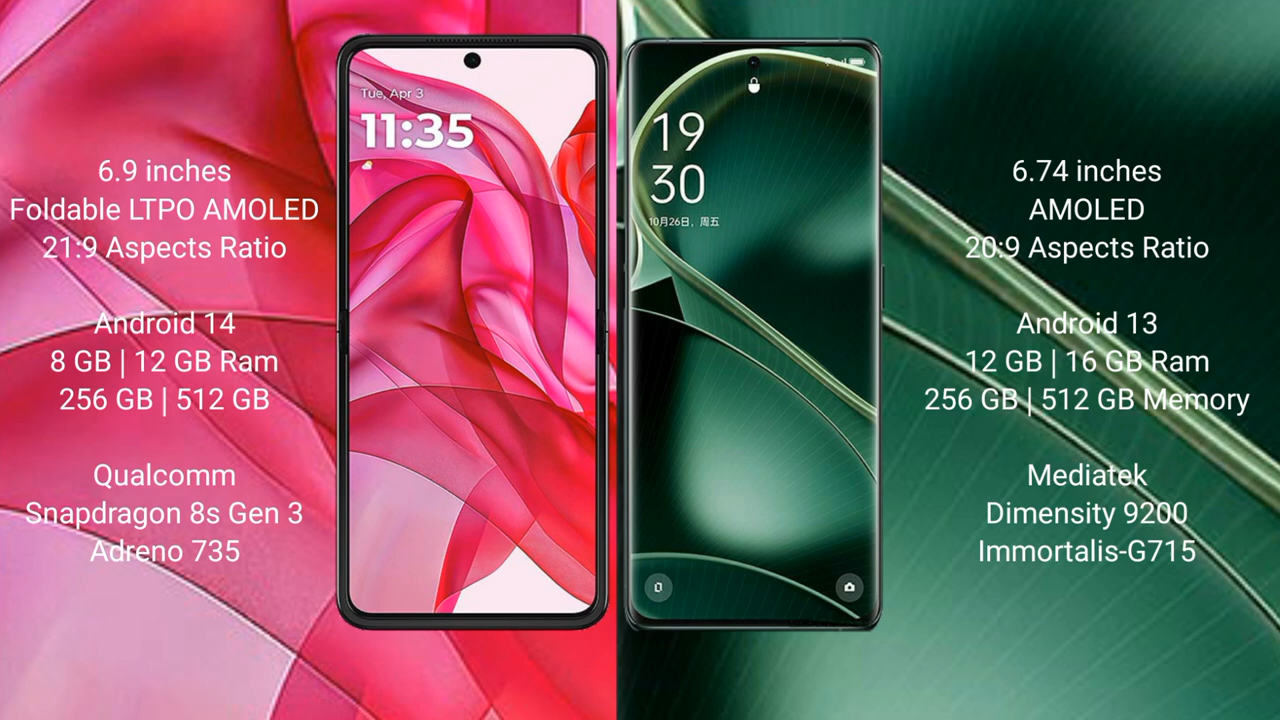 6.9 inches
Foldable LTPO AMOLED
21:9 Aspects Ratio
Android 14
8 GB | 12 GB Ram
256 GB | 512 GB
Qualcomm
Snapdragon 8s Gen 3
Adreno 735
Tue, Apr 3
11:35
19
30
10月26日，周五
6.74 inches
AMOLED
20:9 Aspects Ratio
Android 13
12 GB | 16 GB Ram
256 GB | 512 GB Memory
Mediatek
Dimensity 9200
Immortalis-G715